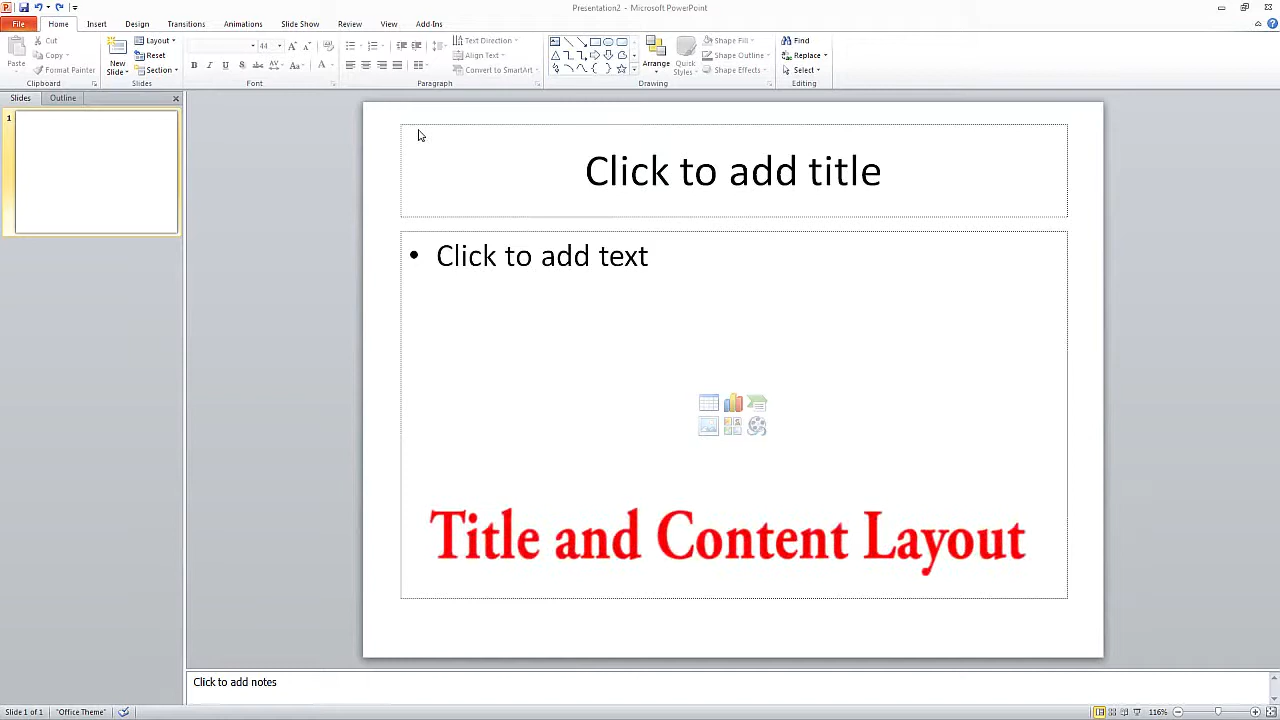 Presentation2 - Microsoft PowerPoint
File Home Insert Design Transitions Animations Slide Show Review View Add-Ins
Paste
Cut
Copy
Format Painter
Clipboard
New Slide
Layout
Reset
Section
Slides
44
B I U S abc AV Aa A
Font
Text Direction
Align Text
Convert to SmartArt
Paragraph
Arrange
Quick Styles
Shape Fill
Shape Outline
Shape Effects
Drawing
Find
Replace
Select
Editing
Slides Outline
1
Click to add title
• Click to add text
Title and Content Layout
Click to add notes
Slide 1 of 1 "Office Theme" 116%